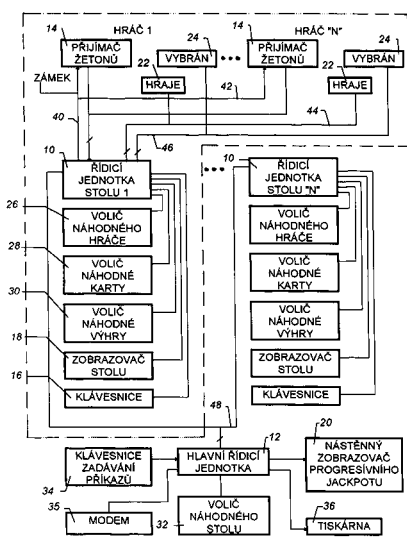 HRÁČ 1
HRÁČ "N"
14
PŘIJÍMAČ
ŽETONŮ
24
VYBRÁN
14
PŘIJÍMAČ
ŽETONŮ
24
VYBRÁN
ZÁMEK
22
HRAJE
42
22
HRAJE
40
44
46
10
ŘÍDICÍ
JEDNOTKA
STOLU 1
26
VOLIČ
NÁHODNÉHO
HRÁČE
28
VOLIČ
NÁHODNÉ
KARTY
30
VOLIČ
NÁHODNÉ
VÝHRY
18
ZOBRAZOVAČ
STOLU
16
KLÁVESNICE
10
ŘÍDICÍ
JEDNOTKA
STOLU "N"
VOLIČ
NÁHODNÉHO
HRÁČE
VOLIČ
NÁHODNÉ
KARTY
VOLIČ
NÁHODNÉ
VÝHRY
ZOBRAZOVAČ
STOLU
KLÁVESNICE
48
KLÁVESNICE
ZADÁVÁNÍ
PŘÍKAZŮ
34
12
HLAVNÍ ŘÍDICÍ
JEDNOTKA
20
NÁSTĚNNÝ
ZOBRAZOVAČ
PROGRESÍVNÍHO
JACKPOTU
35
MODEM
32
VOLIČ
NÁHODNÉHO
STOLU
36
TISKÁRNA